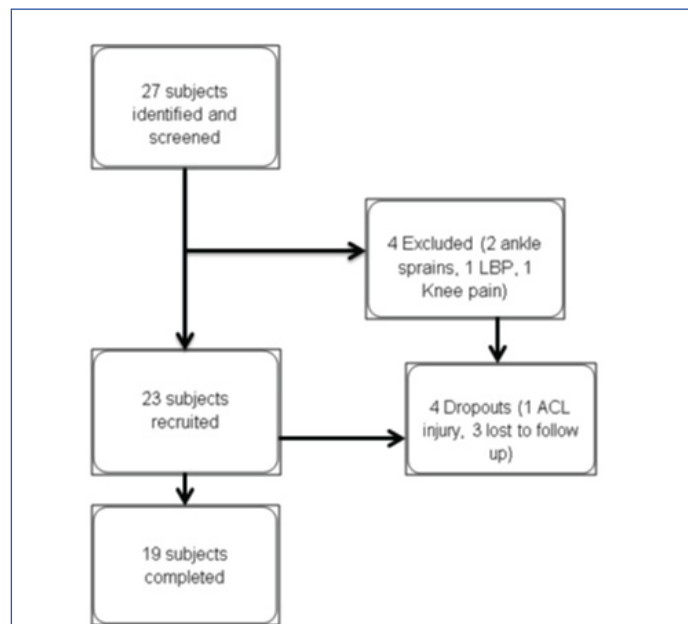 27 subjects
identified and
screened
4 Excluded (2 ankle
sprains, 1 LBP, 1
Knee pain)
23 subjects
recruited
4 Dropouts (1 ACL
injury, 3 lost to follow
up)
19 subjects
completed